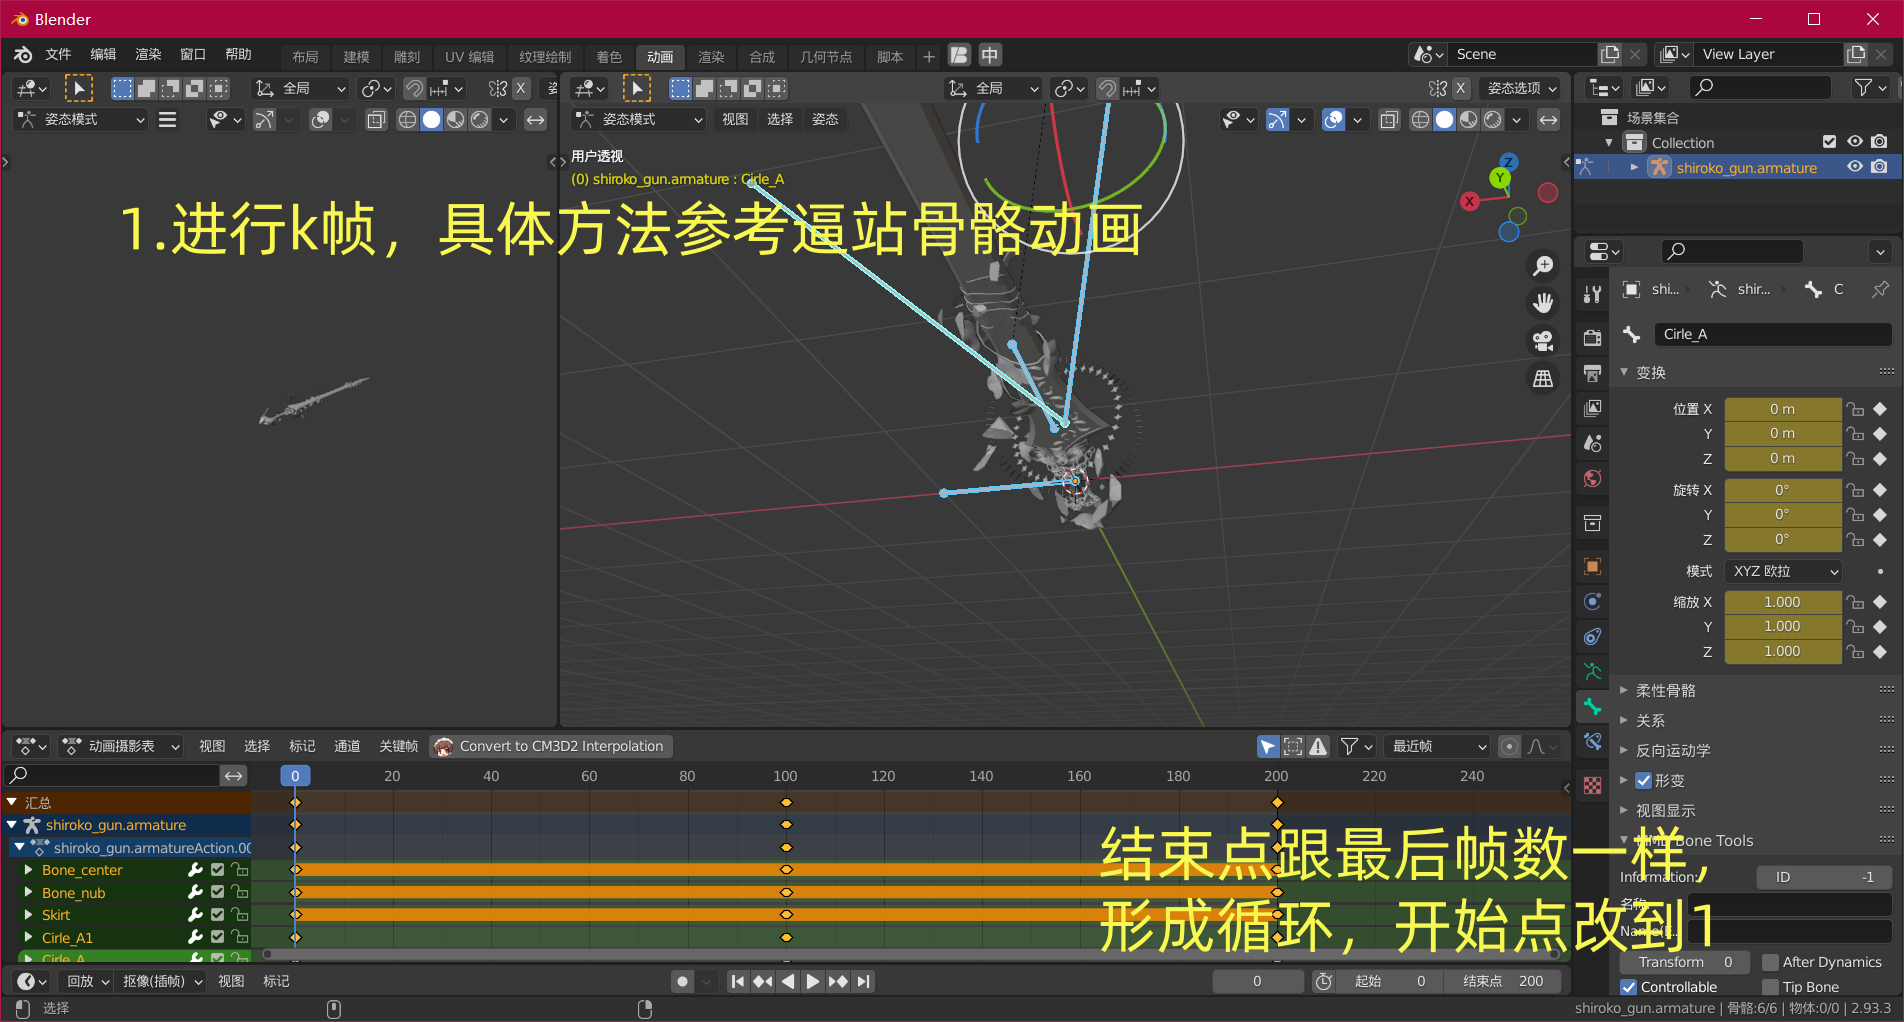 Blender
文件 编辑 渲染 窗口 帮助 布局 建模 雕刻 UV 编辑 纹理绘制 着色 动画 渲染 合成 几何节点 脚本 + 中 Scene View Layer
全局 X 姿 全局 X 姿态选项
姿态模式 姿态模式 视图 选择 姿态
用户透视
(0) shiroko_gun.armature : Cirle_A
1.进行k帧，具体方法参考逼站骨骼动画
Z
Y
X
场景集合
Collection
shiroko_gun.armature
shi... shir... C
Cirle_A
变换
位置 X 0 m
Y 0 m
Z 0 m
旋转 X 0°
Y 0°
Z 0°
模式 XYZ 欧拉
缩放 X 1.000
Y 1.000
Z 1.000
柔性骨骼
关系
反向运动学
形变
视图显示
Bone Tools
Information: ID -1
Transform 0 After Dynamics
Controllable Tip Bone
动画摄影表 视图 选择 标记 通道 关键帧 Convert to CM3D2 Interpolation 最近帧
0 20 40 60 80 100 120 140 160 180 200 220 240
汇总
shiroko_gun.armature
shiroko_gun.armatureAction.00
Bone_center
Bone_nub
Skirt
Cirle_A1
Cirle_A
结束点跟最后帧数一样，
形成循环，开始点改到1
回放 抠像(插帧) 视图 标记 0 起始 0 结束点 200
选择 shiroko_gun.armature | 骨骼:6/6 | 物体:0/0 | 2.93.3